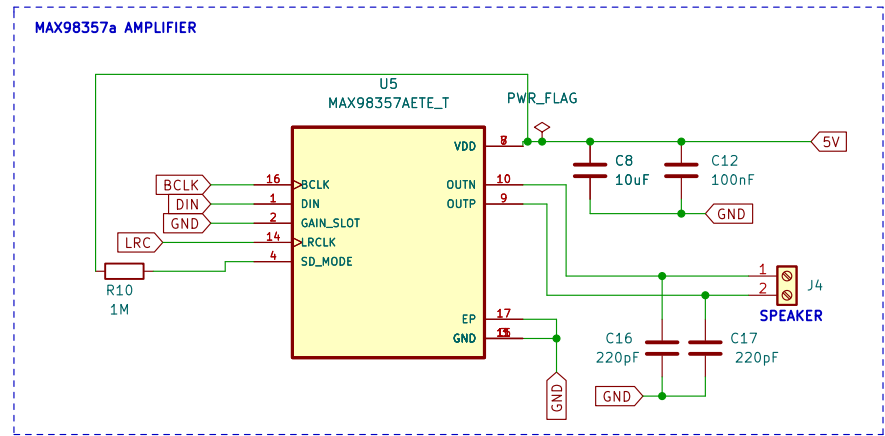 MAX98357a AMPLIFIER
U5
MAX98357AETE_T
PWR_FLAG
VDD
5V
C8
10uF
C12
100nF
BCLK
16
BCLK
OUTN
10
DIN
1
DIN
OUTP
9
GND
2
GAIN_SLOT
GND
LRC
14
LRCLK
4
SD_MODE
R10
1M
1
2
J4
SPEAKER
EP
17
GND
C16
220pF
C17
220pF
GND
GND